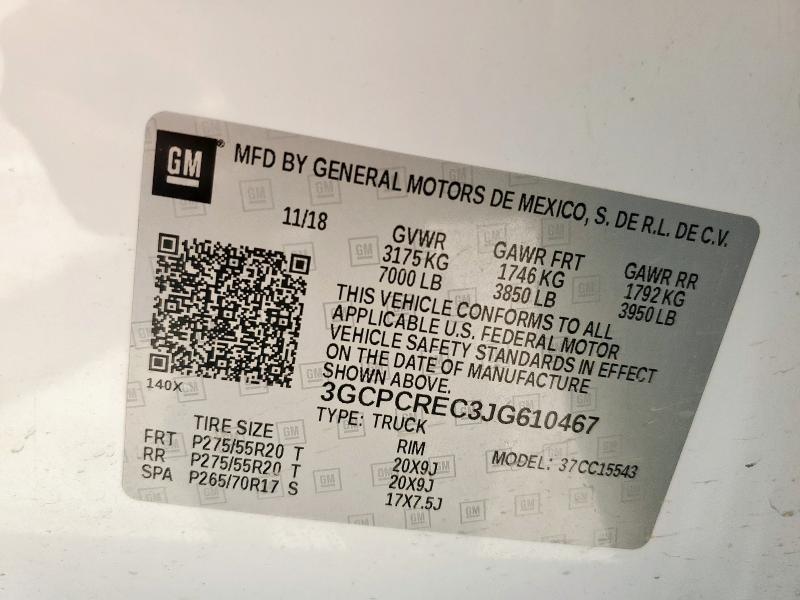 GM® MFD BY GENERAL MOTORS DE MEXICO, S. DE R.L. DE C.V.
11/18 GVWR GAWR FRT GAWR RR
3175 KG 1746 KG 1792 KG
7000 LB 3850 LB 3950 LB
THIS VEHICLE CONFORMS TO ALL
APPLICABLE U.S. FEDERAL MOTOR
VEHICLE SAFETY STANDARDS IN EFFECT
ON THE DATE OF MANUFACTURE
SHOWN ABOVE.
140X
3GCPCREC3JG610467
TYPE: TRUCK
TIRE SIZE RIM MODEL: 37CC15543
FRT P275/55R20 T 20X9J
RR P275/55R20 T 20X9J
SPA P265/70R17 S 17X7.5J